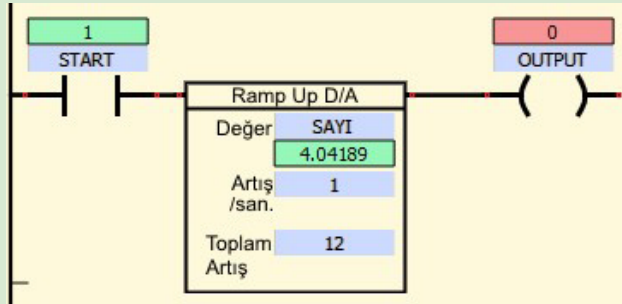 1
START
0
OUTPUT
Ramp Up D/A
Değer SAYI
4.04189
Artış 1
/san.
Toplam 12
Artış